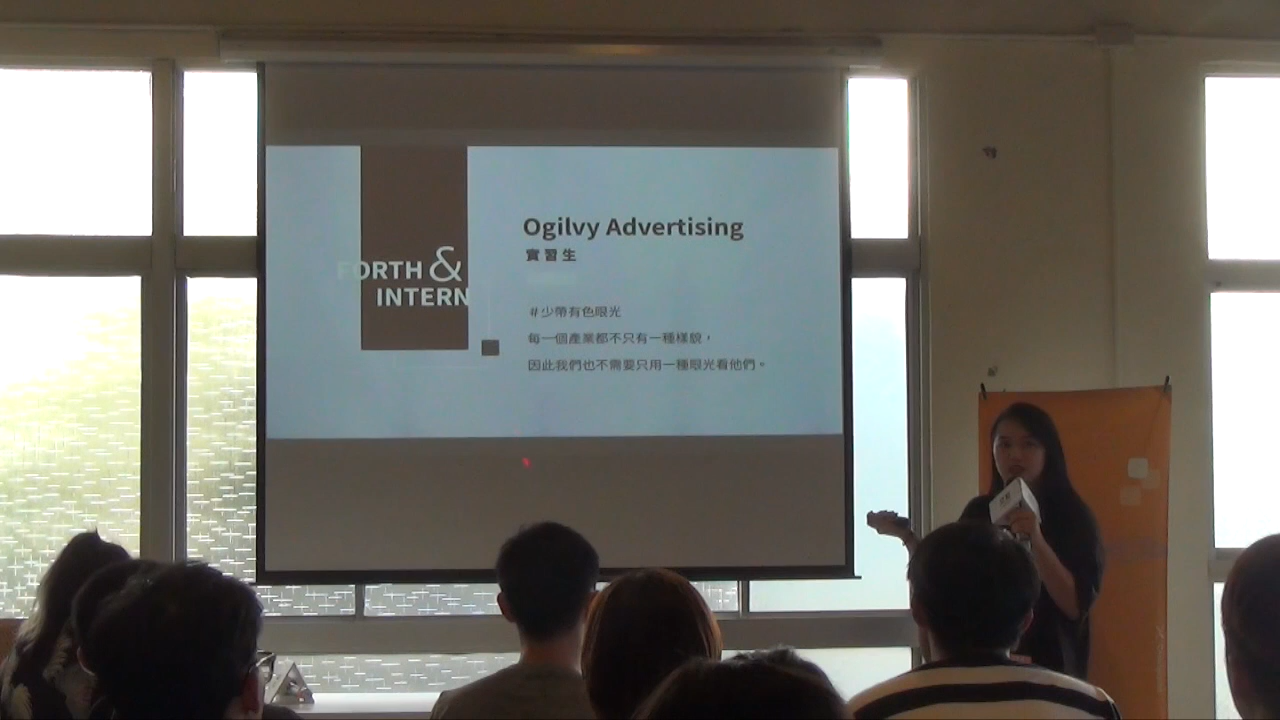 FORTH &
INTERN
Ogilvy Advertising
實習生
#少帶有色眼光
每一個產業都不只有一種樣貌，
因此我們也不需要只用一種眼光看他們。